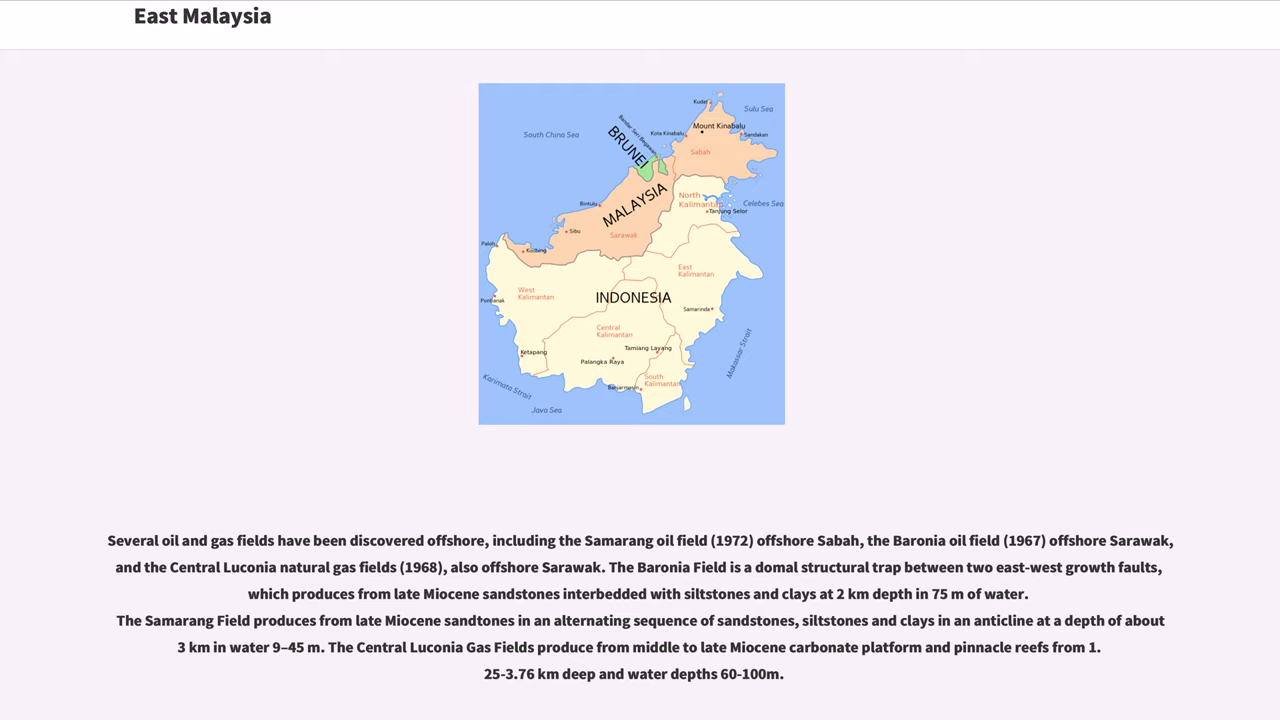 East Malaysia
Kudat
Sulu Sea
Mount Kinabalu
South China Sea
Bandar Seri Begawan
Kota Kinabalu
Sandakan
BRUNEI
Sabah
MALAYSIA
North
Kalimantan
Bintulu
Celebes Sea
Tanjung Selor
Sibu
Sarawak
Paloh
Kuching
East
Kalimantan
West
Kalimantan
INDONESIA
Pontianak
Samarinda
Central
Kalimantan
Makassar Strait
Tamiang Layang
Ketapang
Palangka Raya
South
Kalimantan
Banjarmasin
Karimata Strait
Java Sea
Several oil and gas fields have been discovered offshore, including the Samarang oil field (1972) offshore Sabah, the Baronia oil field (1967) offshore Sarawak,
and the Central Luconia natural gas fields (1968), also offshore Sarawak. The Baronia Field is a domal structural trap between two east-west growth faults,
which produces from late Miocene sandstones interbedded with siltstones and clays at 2 km depth in 75 m of water.
The Samarang Field produces from late Miocene sandtones in an alternating sequence of sandstones, siltstones and clays in an anticline at a depth of about
3 km in water 9–45 m. The Central Luconia Gas Fields produce from middle to late Miocene carbonate platform and pinnacle reefs from 1.
25-3.76 km deep and water depths 60-100m.